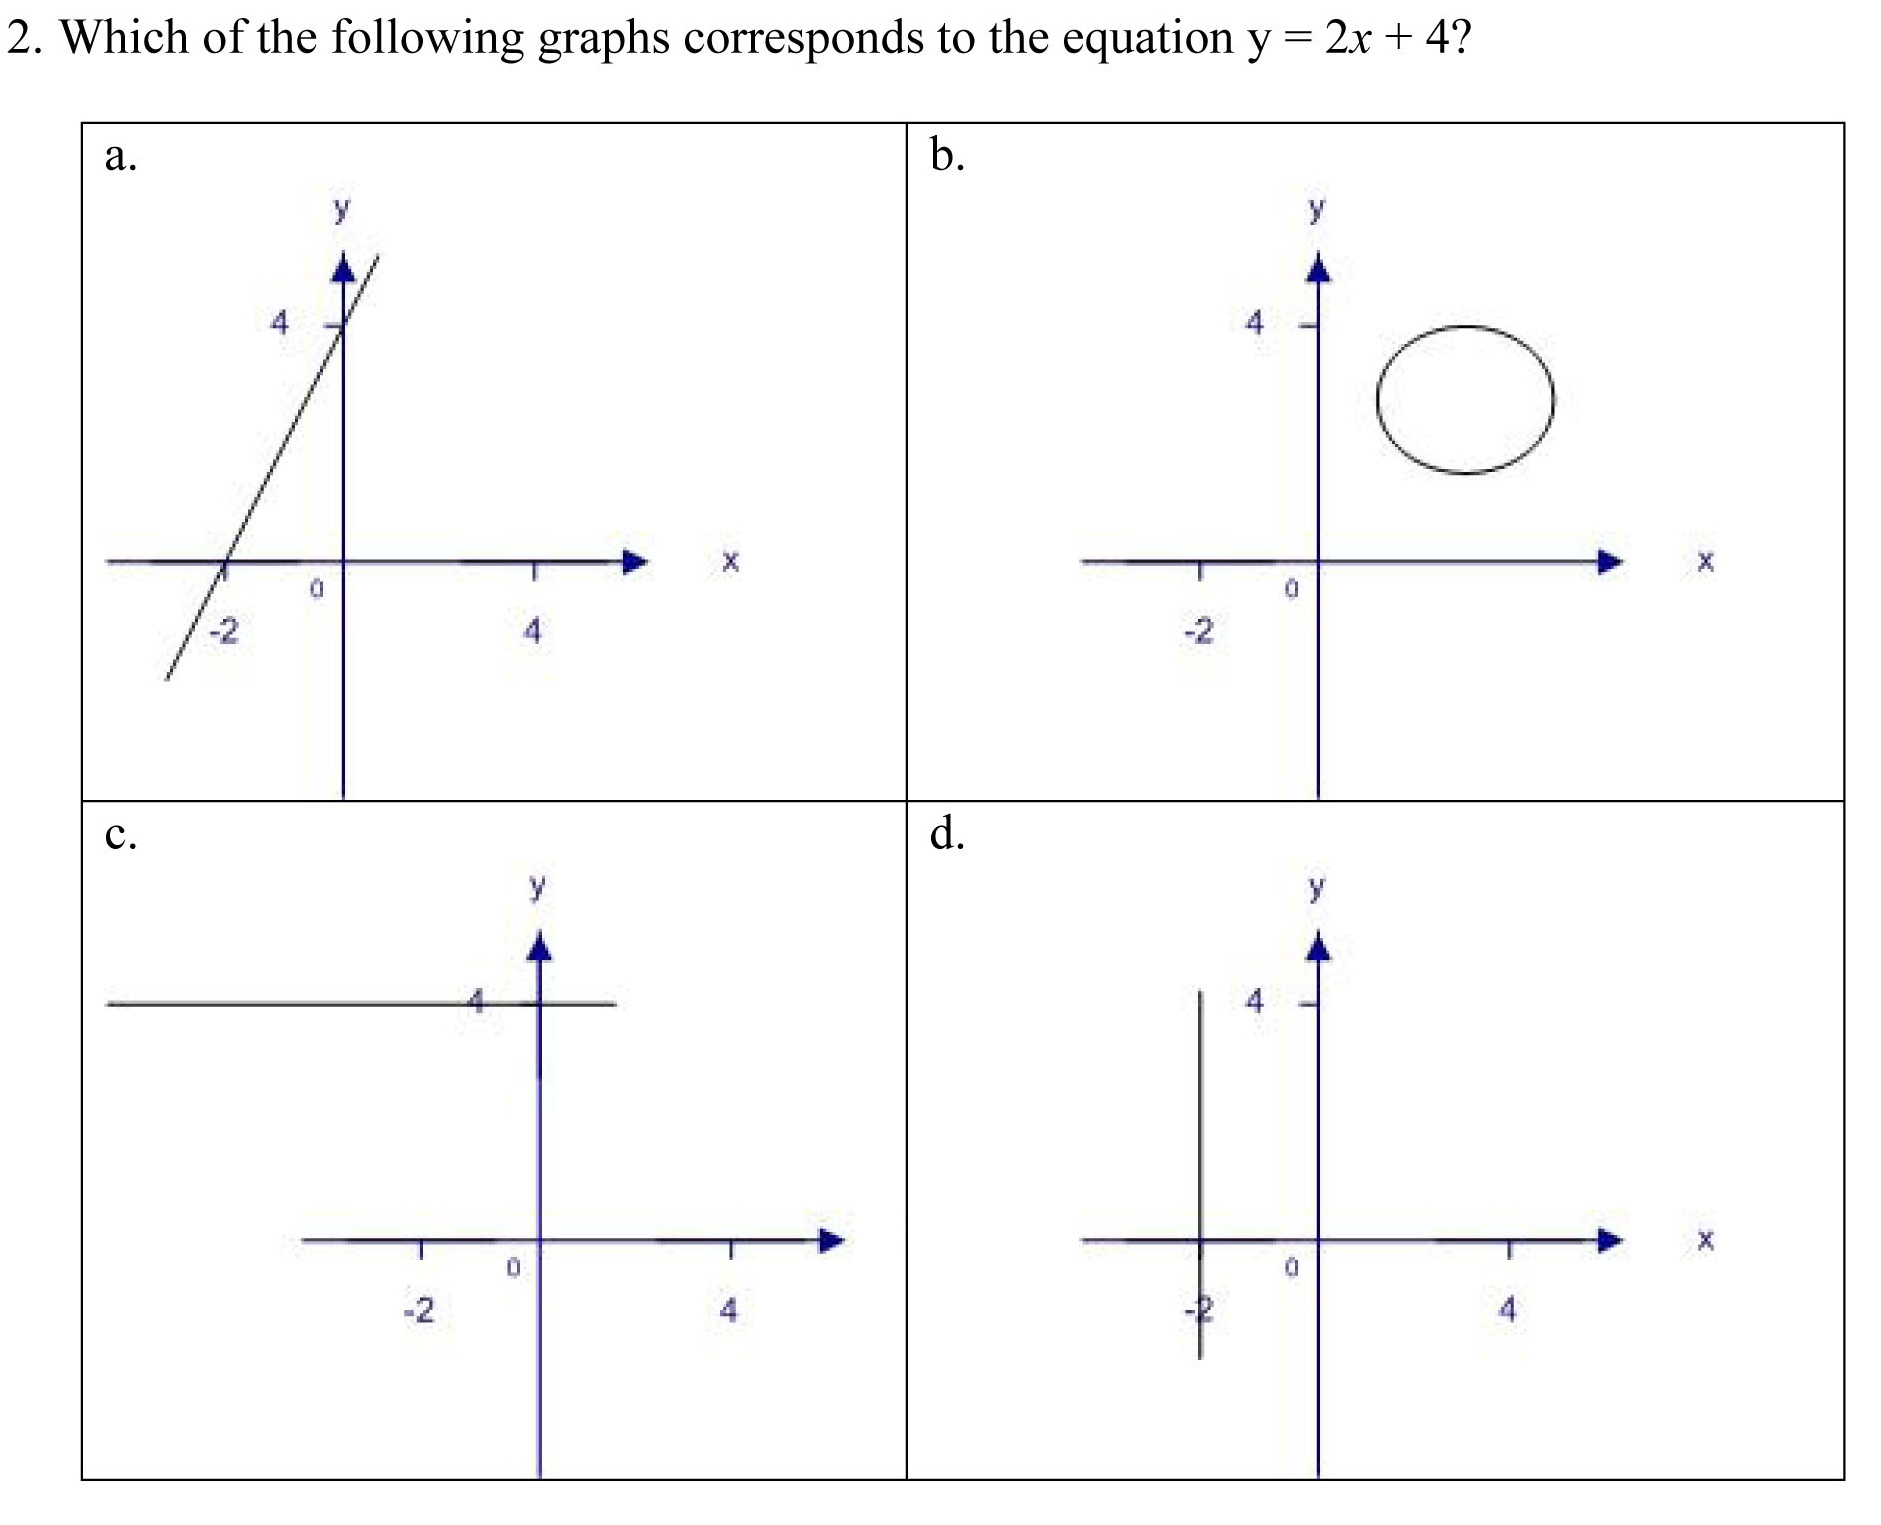 2. Which of the following graphs corresponds to the equation y = 2x + 4?
a.
y
4
x
0
-2
4
b.
y
4
x
0
-2
c.
y
4
0
-2
4
d.
y
4
x
0
-2
4